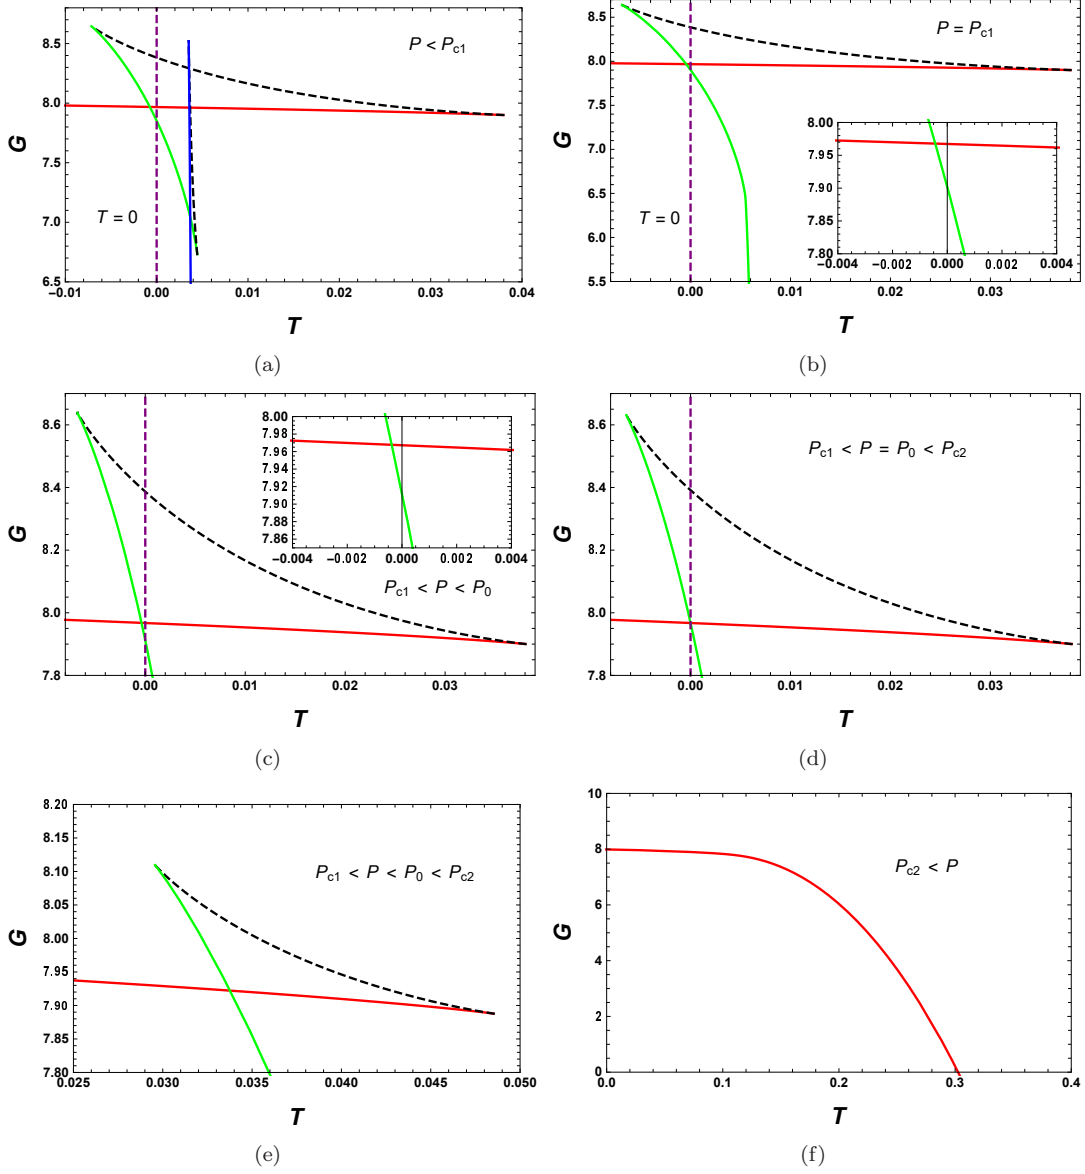 P < Pc1
T = 0
8.5
8.0
7.5
7.0
6.5
G
−0.01 0.00 0.01 0.02 0.03 0.04
T
(a)
P = Pc1
T = 0
8.5
8.0
7.5
7.0
6.5
6.0
5.5
G
8.00
7.95
7.90
7.85
7.80
−0.004 −0.002 0.000 0.002 0.004
0.00 0.01 0.02 0.03
T
(b)
8.6
8.4
8.2
8.0
7.8
G
8.00
7.98
7.96
7.94
7.92
7.90
7.88
7.86
−0.004 −0.002 0.000 0.002 0.004
Pc1 < P < P0
0.00 0.01 0.02 0.03
T
(c)
8.6
8.4
8.2
8.0
7.8
G
Pc1 < P = P0 < Pc2
0.00 0.01 0.02 0.03
T
(d)
8.20
8.15
8.10
8.05
8.00
7.95
7.90
7.85
7.80
G
Pc1 < P < P0 < Pc2
0.025 0.030 0.035 0.040 0.045 0.050
T
(e)
10
8
6
4
2
0
G
Pc2 < P
0.0 0.1 0.2 0.3 0.4
T
(f)